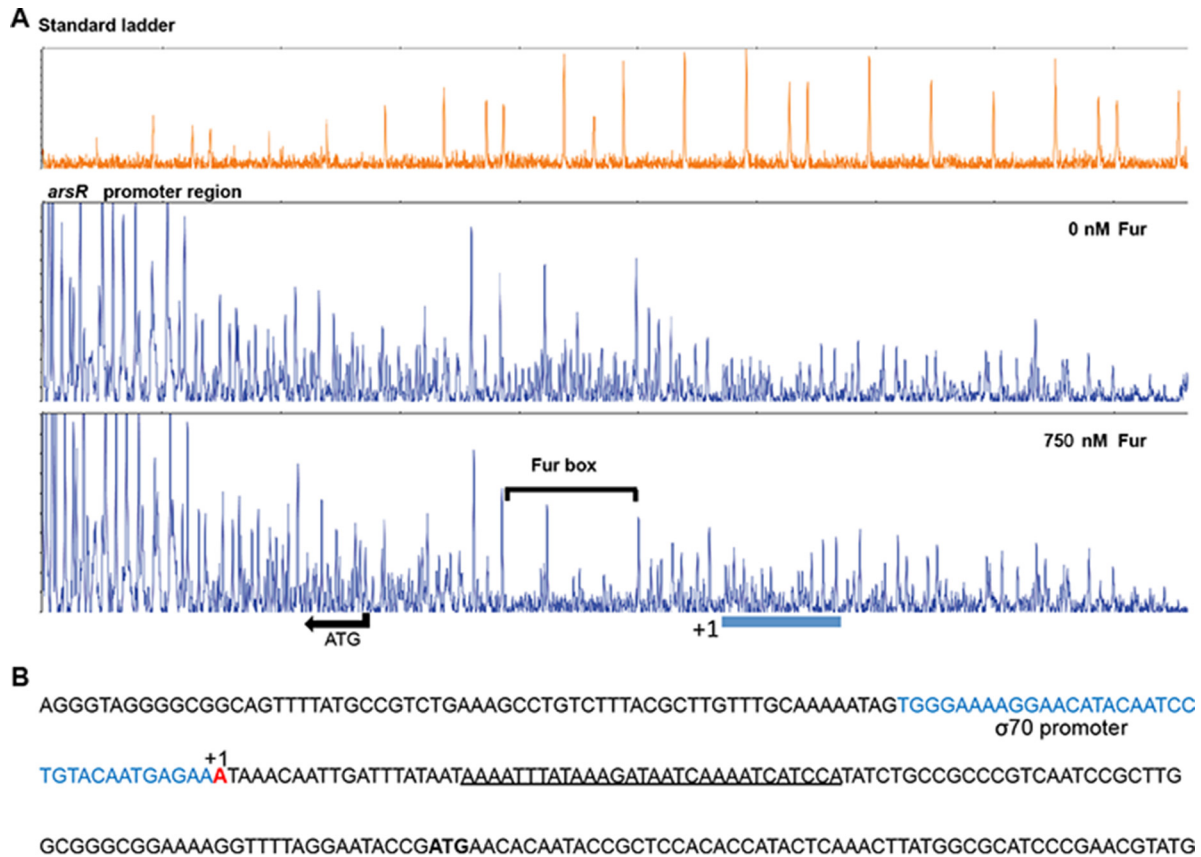 A
Standard ladder
arsR promoter region
0 nM Fur
750 nM Fur
Fur box
ATG
+1
B
AGGGTAGGGGCGGCAGTTTTATGCCGTCTGAAAGCCTGTCTTTACGCTTGTTTGCAAAAATAGTGGGAAAAGGAACATACAATCC
σ70 promoter
+1
TGTACAATGAGAAATAAACAATTGATTTATAATAAAATTTATAAAGATAATCAAAATCATCCATATCTGCCGCCCGTCAATCCGCTTG
GCGGGCGGAAAAGGTTTTAGGAATACCGATGAACACAATACCGCTCCACACCATACTCAAACTTATGGCGCATCCCGAACGTATG